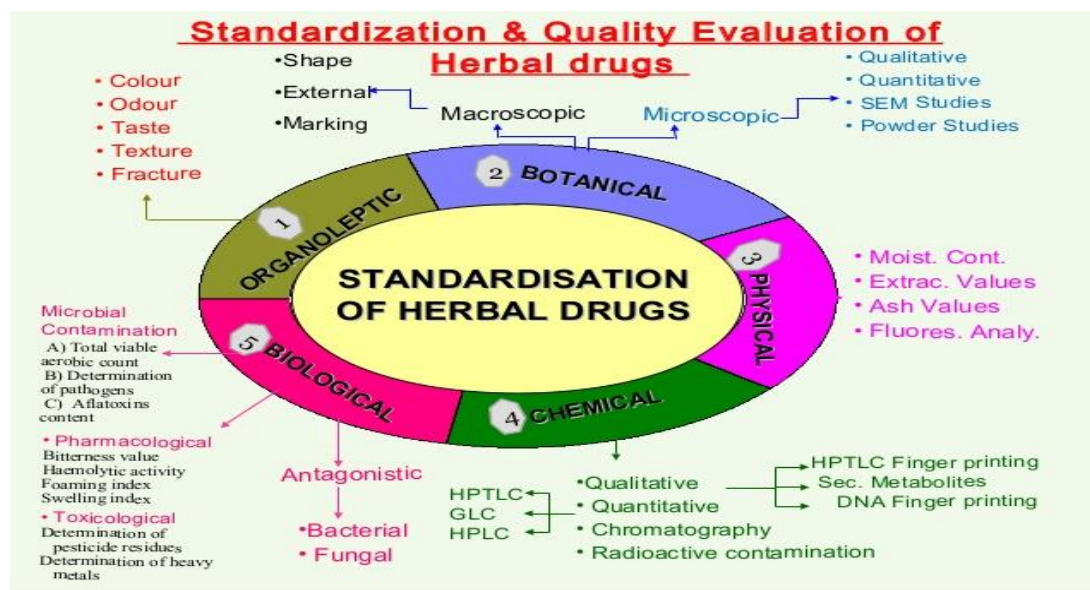 Standardization & Quality Evaluation of
Herbal drugs
• Colour
• Odour
• Taste
• Texture
• Fracture
•Shape
•External
•Marking
Macroscopic
Microscopic
• Qualitative
• Quantitative
• SEM Studies
• Powder Studies
1
ORGANOLEPTIC
2
BOTANICAL
3
PHYSICAL
• Moist. Cont.
• Extrac. Values
• Ash Values
• Fluores. Analy.
STANDARDISATION
OF HERBAL DRUGS
5
BIOLOGICAL
4
CHEMICAL
Microbial
Contamination
A) Total viable
aerobic count
B) Determination
of pathogens
C) Aflatoxins
content
• Pharmacological
Bitterness value
Haemolytic activity
Foaming index
Swelling index
• Toxicological
Determination of
pesticide residues
Determination of heavy
metals
Antagonistic
•Bacterial
• Fungal
HPTLC
GLC
HPLC
•Qualitative
• Quantitative
• Chromatography
• Radioactive contamination
HPTLC Finger printing
Sec. Metabolites
DNA Finger printing